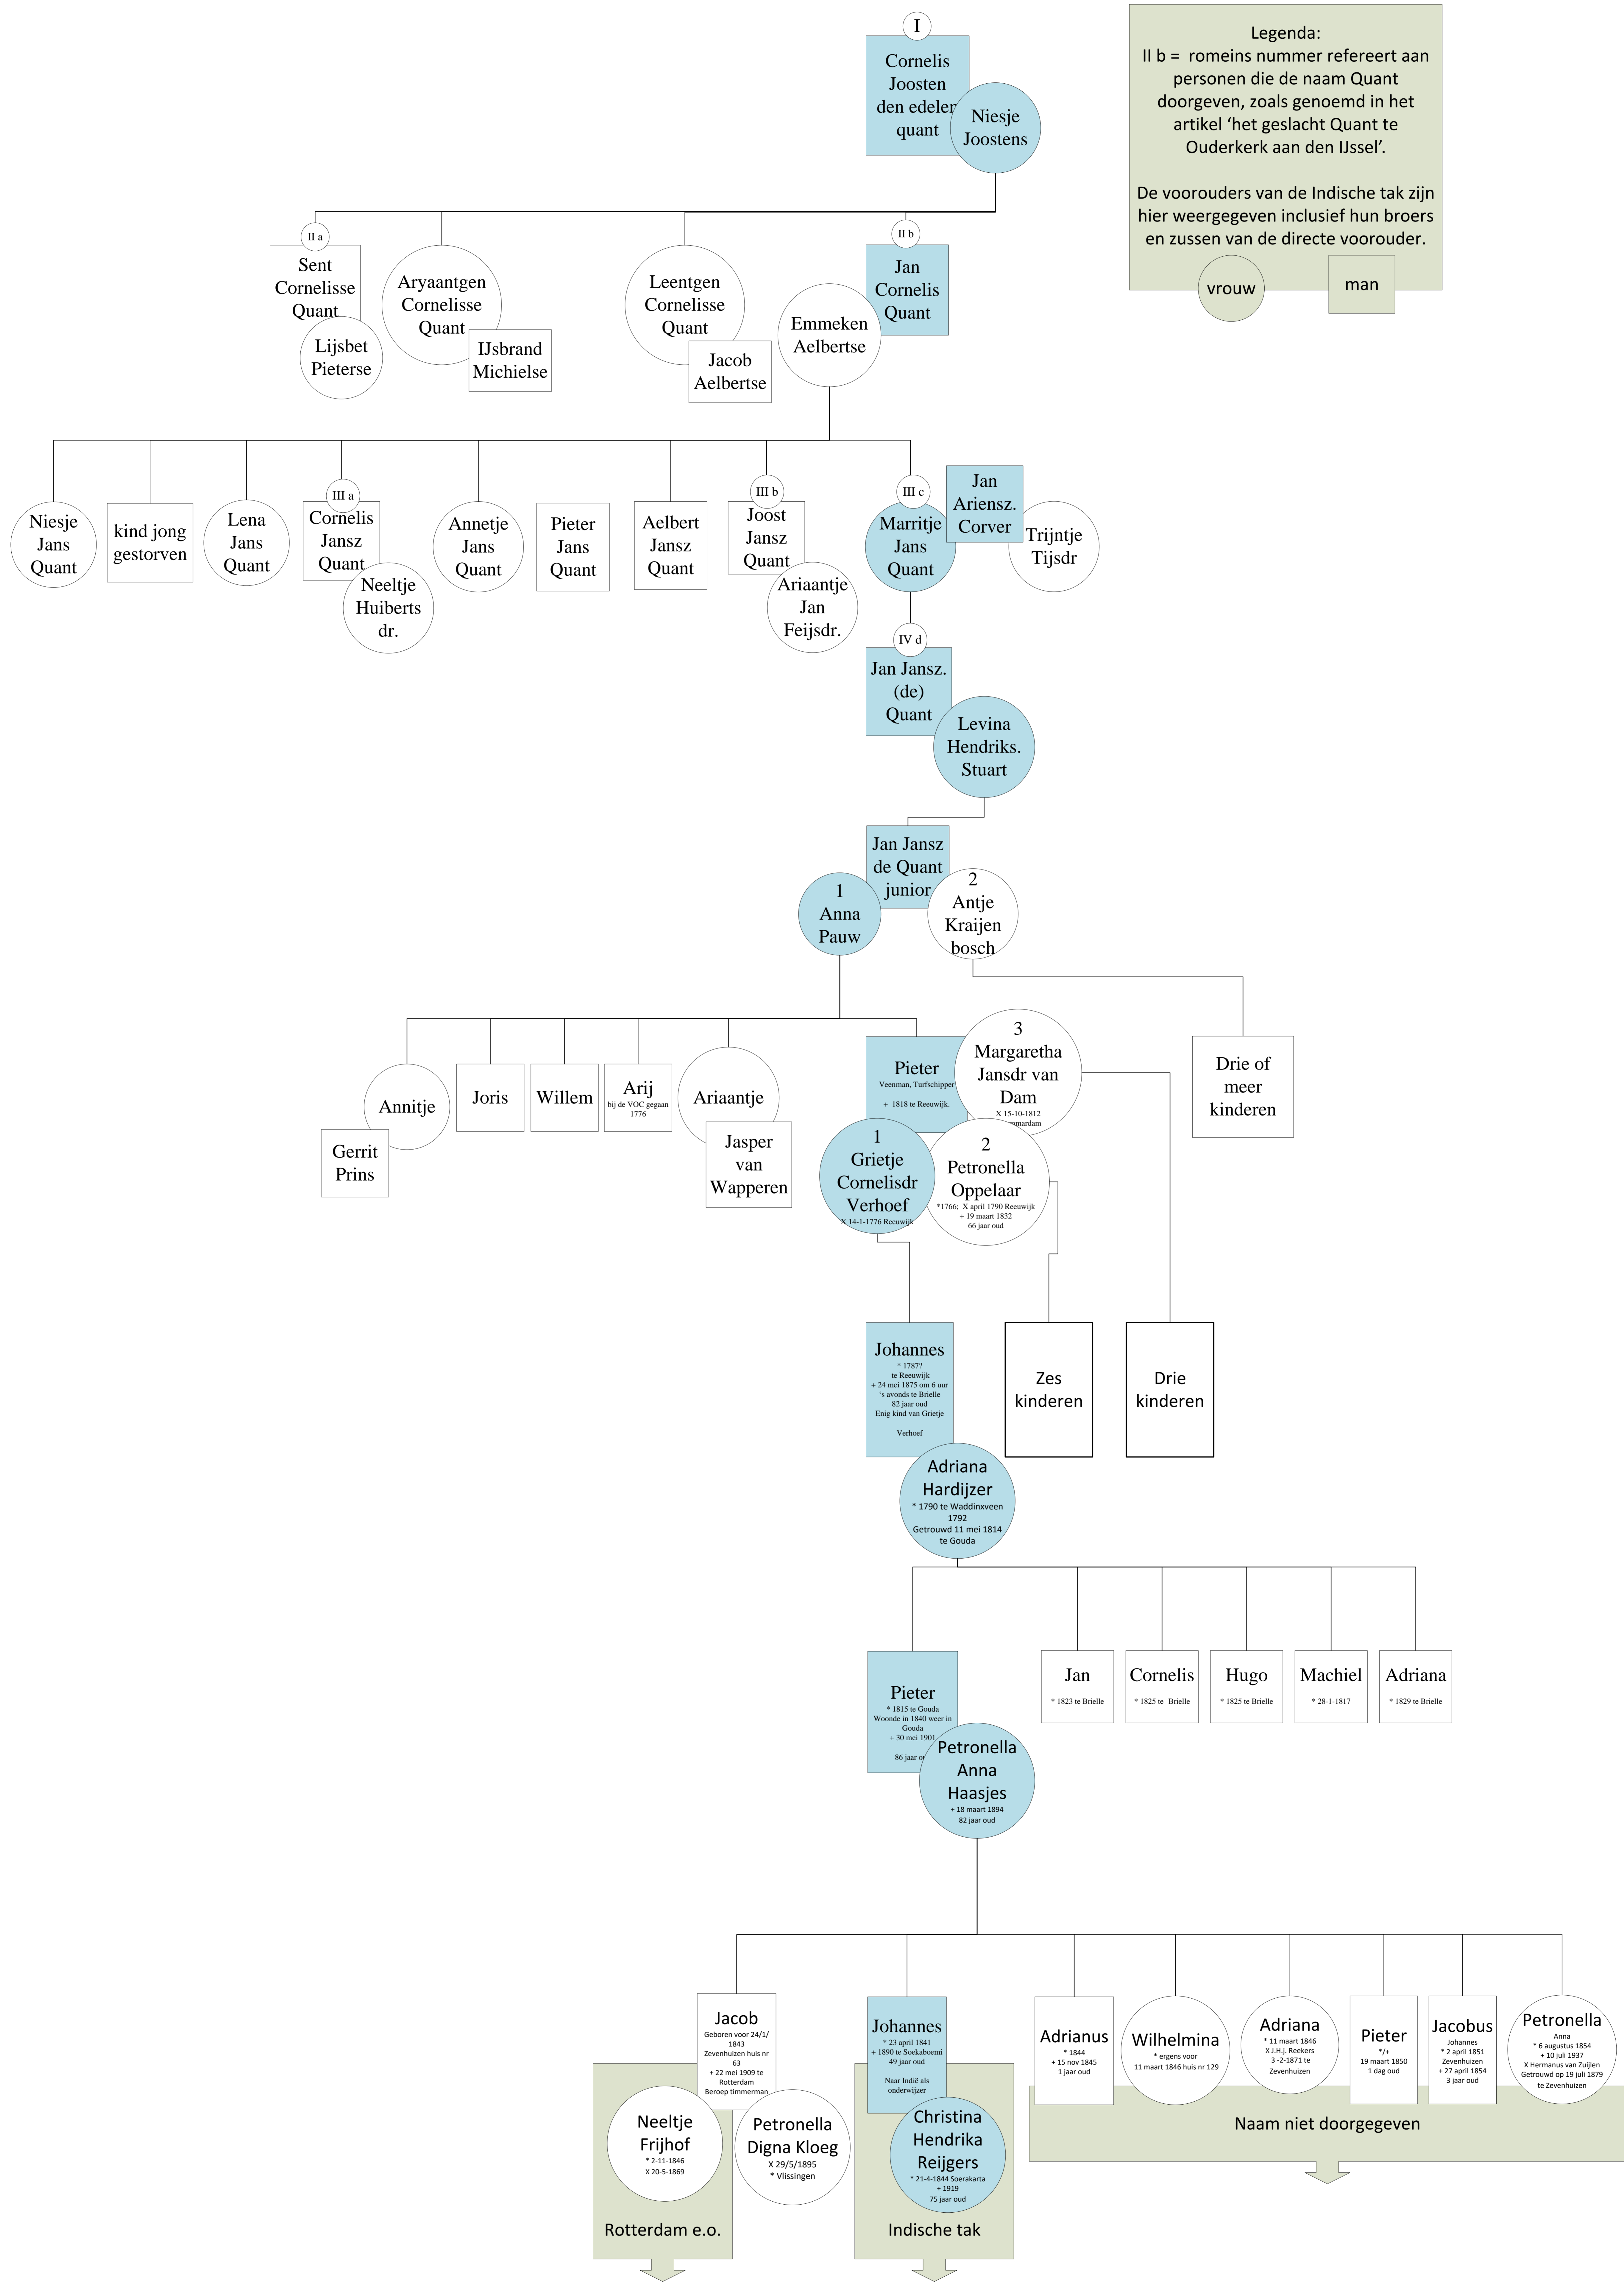 I
Cornelis
Joosten
den edelen
quant
Niesje
Joostens
Legenda:
II b = romeins nummer refereert aan
personen die de naam Quant
doorgeven, zoals genoemd in het
artikel ‘het geslacht Quant te
Ouderkerk aan den IJssel’.
De voorouders van de Indische tak zijn
hier weergegeven inclusief hun broers
en zussen van de directe voorouder.
vrouw
man
II a
Sent
Cornelisse
Quant
Lijsbet
Pieterse
Aryaantgen
Cornelisse
Quant
IJsbrand
Michielse
Leentgen
Cornelisse
Quant
Jacob
Aelbertse
Emmeken
Aelbertse
II b
Jan
Cornelis
Quant
Niesje
Jans
Quant
kind jong
gestorven
Lena
Jans
Quant
III a
Cornelis
Jansz
Quant
Neeltje
Huiberts
dr.
Annetje
Jans
Quant
Pieter
Jans
Quant
Aelbert
Jansz
Quant
III b
Joost
Jansz
Quant
Ariaantje
Jan
Feijsdr.
III c
Marritje
Jans
Quant
Jan
Ariensz.
Corver
Trijntje
Tijsdr
IV d
Jan Jansz.
(de)
Quant
Levina
Hendriks.
Stuart
Jan Jansz
de Quant
junior
1
Anna
Pauw
2
Antje
Kraijen
bosch
Annitje
Gerrit
Prins
Joris
Willem
Arij
bij de VOC gegaan
1776
Ariaantje
Jasper
van
Wapperen
Pieter
Veenman, Turfschipper
+ 1818 te Reeuwijk.
3
Margaretha
Jansdr van
Dam
X 15-10-1812
mmardam
1
Grietje
Cornelisdr
Verhoef
X 14-1-1776 Reeuwijk
2
Petronella
Oppelaar
*1766; X april 1790 Reeuwijk
+ 19 maart 1832
66 jaar oud
Drie of
meer
kinderen
Johannes
* 1787?
te Reeuwijk
+ 24 mei 1875 om 6 uur
‘s avonds te Brielle
82 jaar oud
Enig kind van Grietje
Verhoef
Zes
kinderen
Drie
kinderen
Adriana
Hardijzer
* 1790 te Waddinxveen
1792
Getrouwd 11 mei 1814
te Gouda
Pieter
* 1815 te Gouda
Woonde in 1840 weer in
Gouda
+ 30 mei 1901
86 jaar ou
Petronella
Anna
Haasjes
+ 18 maart 1894
82 jaar oud
Jan
* 1823 te Brielle
Cornelis
* 1825 te Brielle
Hugo
* 1825 te Brielle
Machiel
* 28-1-1817
Adriana
* 1829 te Brielle
Jacob
Geboren voor 24/1/
1843
Zevenhuizen huis nr
63
+ 22 mei 1909 te
Rotterdam
Beroep timmerman
Neeltje
Frijhof
* 2-11-1846
X 20-5-1869
Petronella
Digna Kloeg
X 29/5/1895
* Vlissingen
Rotterdam e.o.
Johannes
* 23 april 1841
+ 1890 te Soekaboemi
49 jaar oud
Naar Indië als
onderwijzer
Christina
Hendrika
Reijgers
* 21-4-1844 Soerakarta
+ 1919
75 jaar oud
Indische tak
Adrianus
* 1844
+ 15 nov 1845
1 jaar oud
Wilhelmina
* ergens voor
11 maart 1846 huis nr 129
Adriana
* 11 maart 1846
X J.H.j. Reekers
3 -2-1871 te
Zevenhuizen
Pieter
*/+
19 maart 1850
1 dag oud
Jacobus
Johannes
* 2 april 1851
Zevenhuizen
+ 27 april 1854
3 jaar oud
Petronella
Anna
* 6 augustus 1854
+ 10 juli 1937
X Hermanus van Zuijlen
Getrouwd op 19 juli 1879
te Zevenhuizen
Naam niet doorgegeven